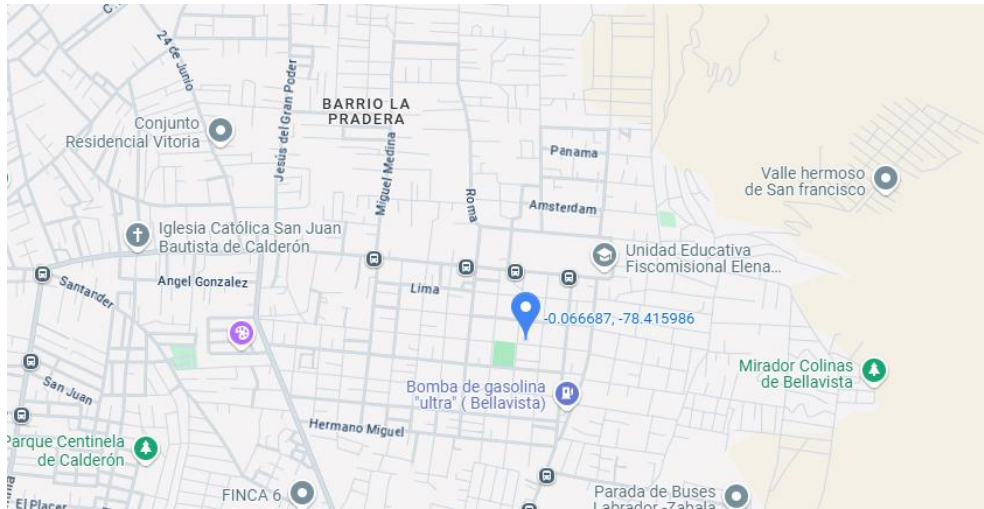 C.
24 de Junio
Jesús del Gran Poder
BARRIO LA
PRADERA
Conjunto
Residencial Vitoria
Miguel Medina
Panama
Roma
Amsterdam
Valle hermoso
de San francisco
Iglesia Católica San Juan
Bautista de Calderón
Unidad Educativa
Fiscomisional Elena...
Santander
Angel Gonzalez
Lima
-0.066687, -78.415986
San Juan
Bomba de gasolina
"ultra" ( Bellavista)
Mirador Colinas
de Bellavista
Hermano Miguel
Parque Centinela
de Calderón
FINCA 6
El Placer
Parada de Buses
Labrador -Zabala